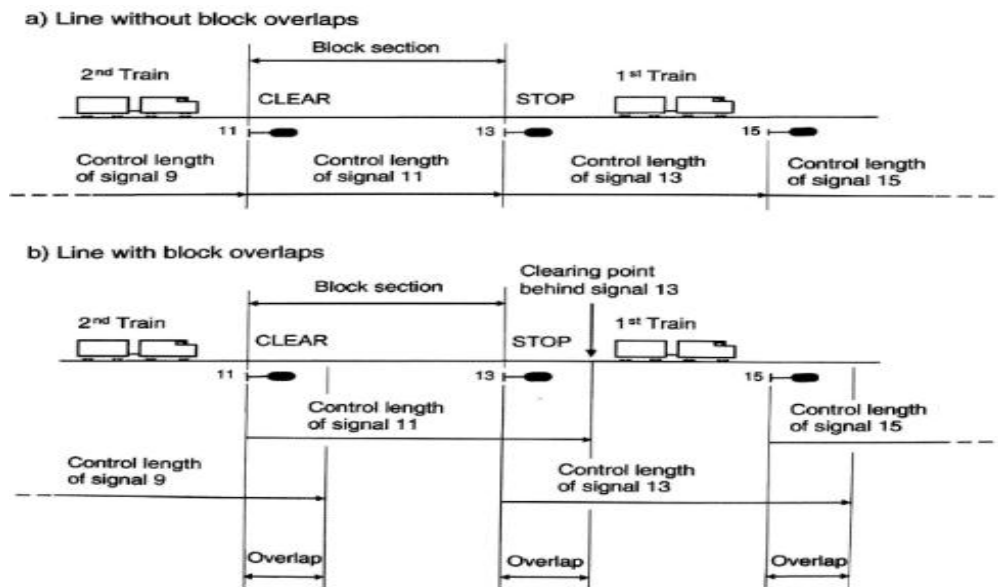 a) Line without block overlaps
Block section
2nd Train
1st Train
CLEAR
STOP
11
13
15
Control length
of signal 9
Control length
of signal 11
Control length
of signal 13
Control length
of signal 15
b) Line with block overlaps
Clearing point
behind signal 13
Block section
2nd Train
1st Train
CLEAR
STOP
11
13
15
Control length
of signal 11
Control length
of signal 15
Control length
of signal 9
Control length
of signal 13
Overlap
Overlap
Overlap